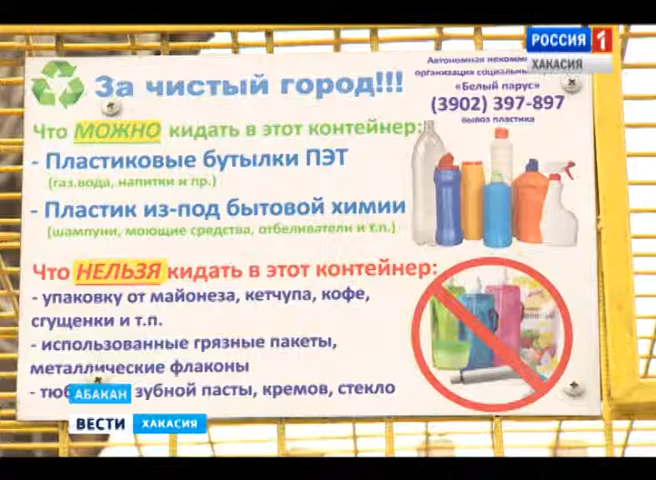 РОССИЯ 1
ХАКАСИЯ
За чистый город!!!
Автономная
организация
«Белый парус»
(3902) 397-897
вывоз пластика
Что МОЖНО кидать в этот контейнер:
- Пластиковые бутылки ПЭТ
(газ.вода, напитки и пр.)
- Пластик из-под бытовой химии
(шампуни, моющие средства, отбеливатели и т.п.)
Что НЕЛЬЗЯ кидать в этот контейнер:
- упаковку от майонеза, кетчупа, кофе,
сгущенки и т.п.
- использованные грязные пакеты,
металлические флаконы
- зубной пасты, кремов, стекло
АБАКАН
ВЕСТИ ХАКАСИЯ